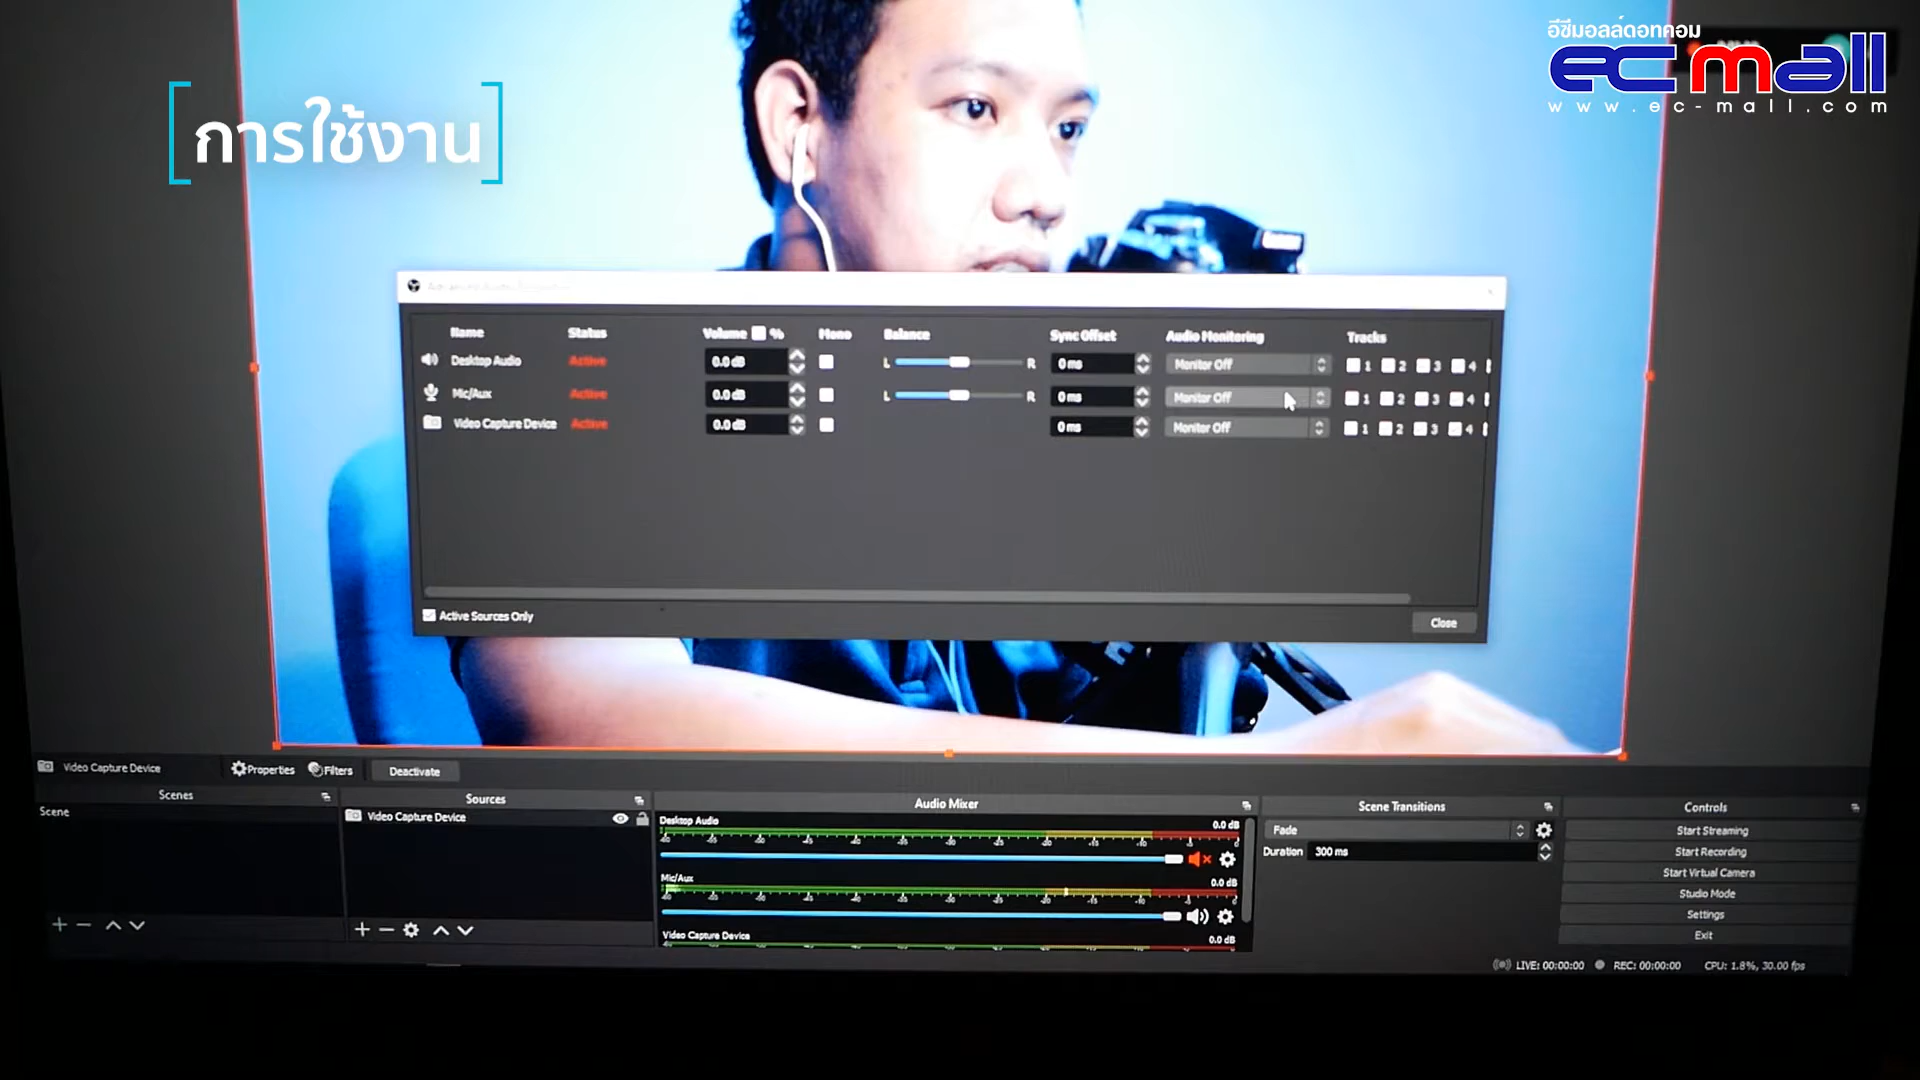 อีซีมอลล์ดอทคอม
ecmall
www.ec-mall.com
[การใช้งาน]
Name Status Volume % Mono Balance Sync Offset Audio Monitoring Tracks
Desktop Audio Active 0.0 dB L R 0 ms Monitor Off 1 2 3 4
Mic/Aux Active 0.0 dB L R 0 ms Monitor Off 1 2 3 4
Video Capture Device Active 0.0 dB 0 ms Monitor Off 1 2 3 4
Active Sources Only Close
Video Capture Device Properties Filters Deactivate
Scenes Sources Audio Mixer Scene Transitions Controls
Scene
Video Capture Device
Desktop Audio 0.0 dB
Mic/Aux 0.0 dB
Video Capture Device 0.0 dB
Fade
Duration 300 ms
Start Streaming
Start Recording
Start Virtual Camera
Studio Mode
Settings
Exit
LIVE: 00:00:00 REC: 00:00:00 CPU: 1.8%, 30.00 fps